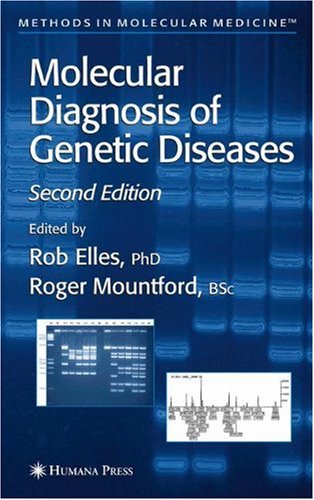 METHODS IN MOLECULAR MEDICINE™
Molecular
Diagnosis of
Genetic Diseases
Second Edition
Edited by
Rob Elles, PhD
Roger Mountford, BSc
HUMANA PRESS